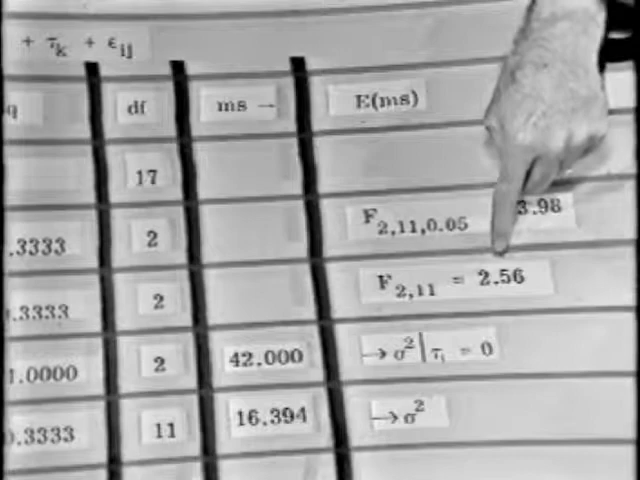 + τₖ + εᵢⱼ
q df ms → E(ms)
17
.3333 2 F₂,₁₁,₀.₀₅ 3.98
.3333 2 F₂,₁₁ = 2.56
1.0000 2 42.000 → σ²|τᵢ = 0
.3333 11 16.394 → σ²